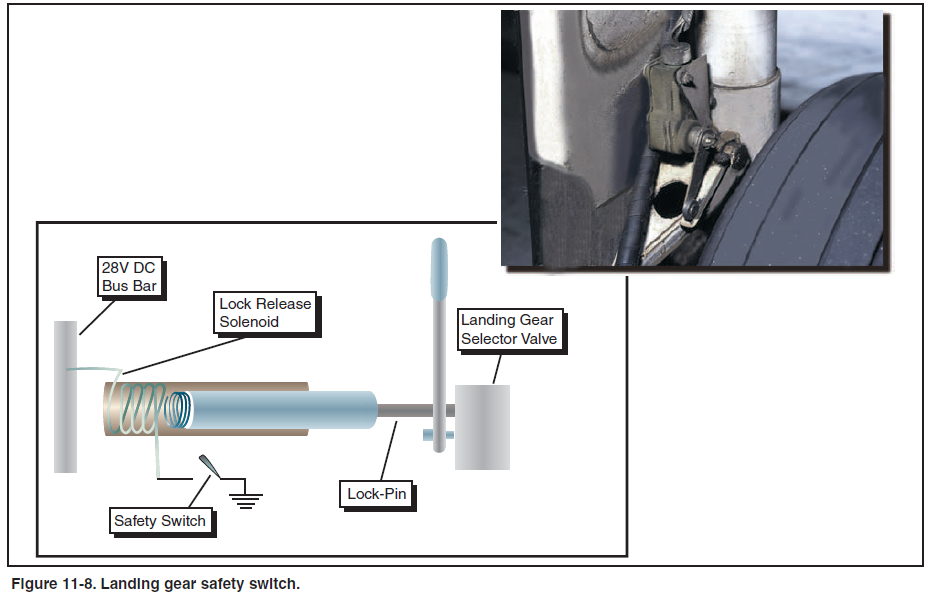 28V DC
Bus Bar
Lock Release
Solenoid
Landing Gear
Selector Valve
Lock-Pin
Safety Switch
Figure 11-8. Landing gear safety switch.